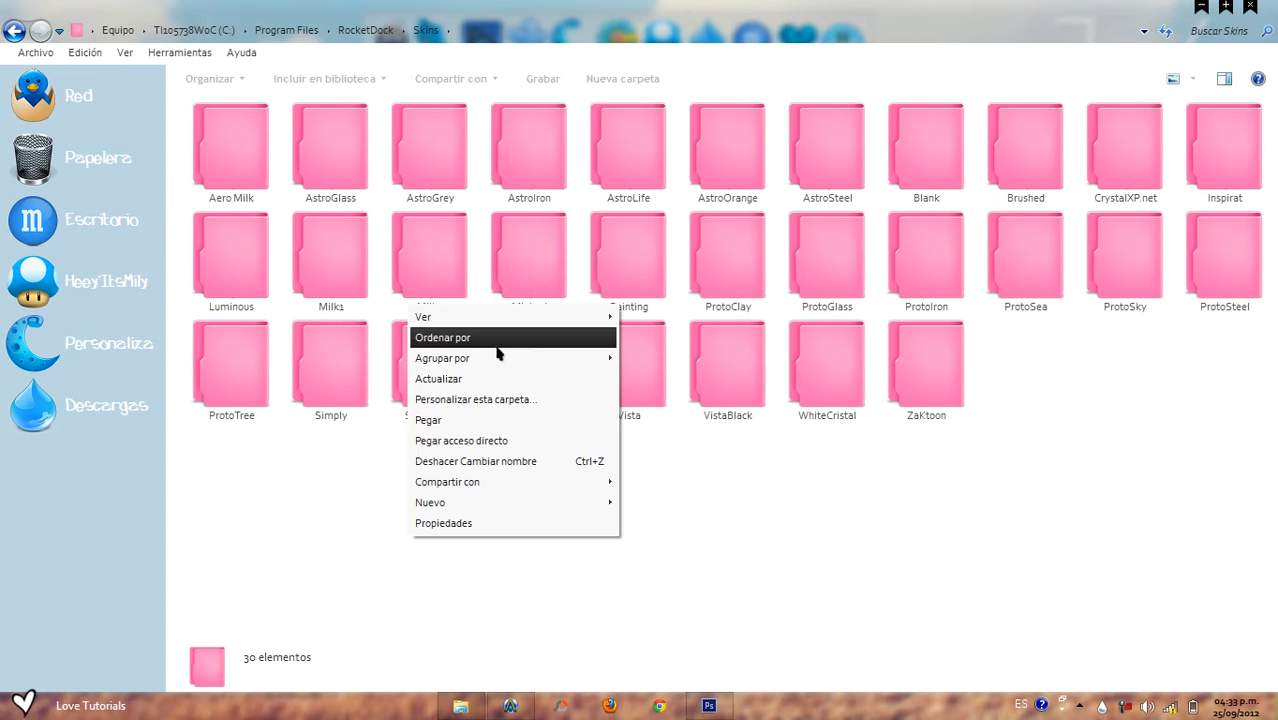 Equipo TI105738WoC (C:) Program Files RocketDock Skins Buscar Skins
Archivo Edición Ver Herramientas Ayuda
Organizar Incluir en biblioteca Compartir con Grabar Nueva carpeta
Red
Papelera
Escritorio
Heey'ItsMily
Personaliza
Descargas
Aero Milk AstroGlass AstroGrey AstroIron AstroLife AstroOrange AstroSteel Blank Brushed CrystalXP.net Inspirat
Luminous Milk1 Painting ProtoClay ProtoGlass ProtoIron ProtoSea ProtoSky ProtoSteel
ProtoTree Simply Vista VistaBlack WhiteCristal ZaKtoon
Ver
Ordenar por
Agrupar por
Actualizar
Personalizar esta carpeta...
Pegar
Pegar acceso directo
Deshacer Cambiar nombre Ctrl+Z
Compartir con
Nuevo
Propiedades
30 elementos
Love Tutorials
Ps
ES
04:33 p.m.
25/09/2012